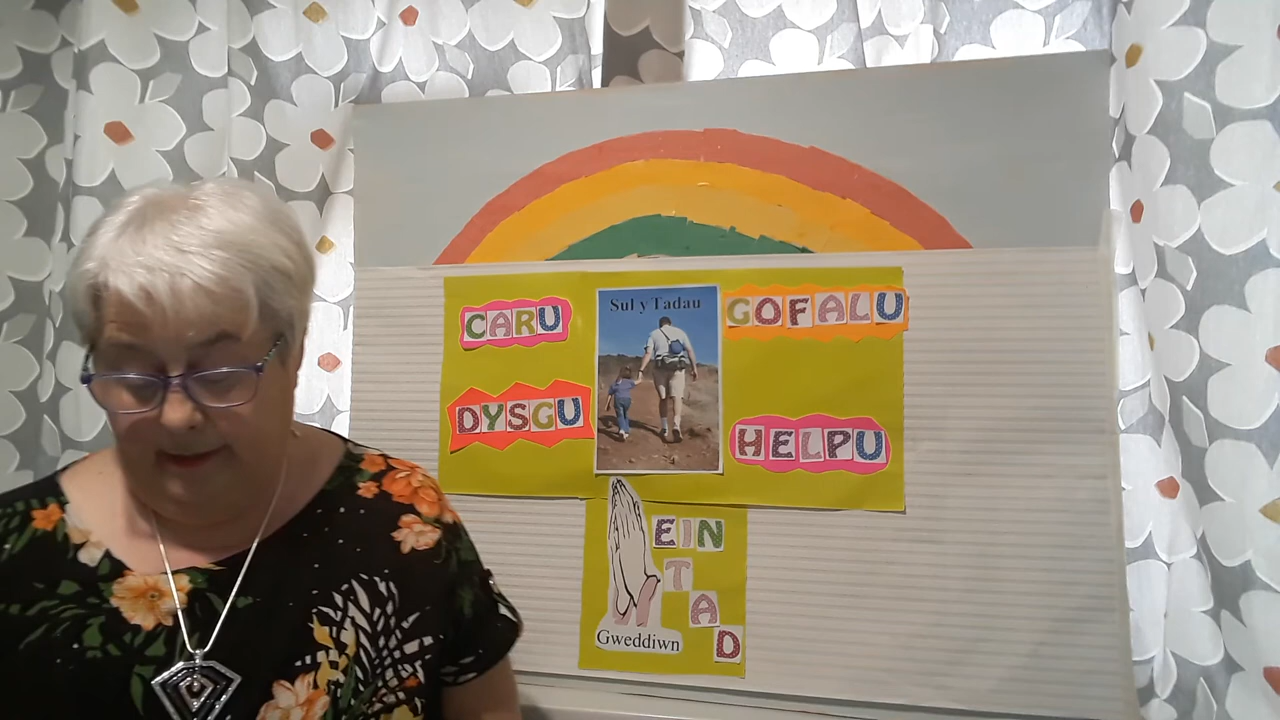 CARU
Sul y Tadau
GOFALU
DYSGU
HELPU
EIN
TAD
Gweddiwn